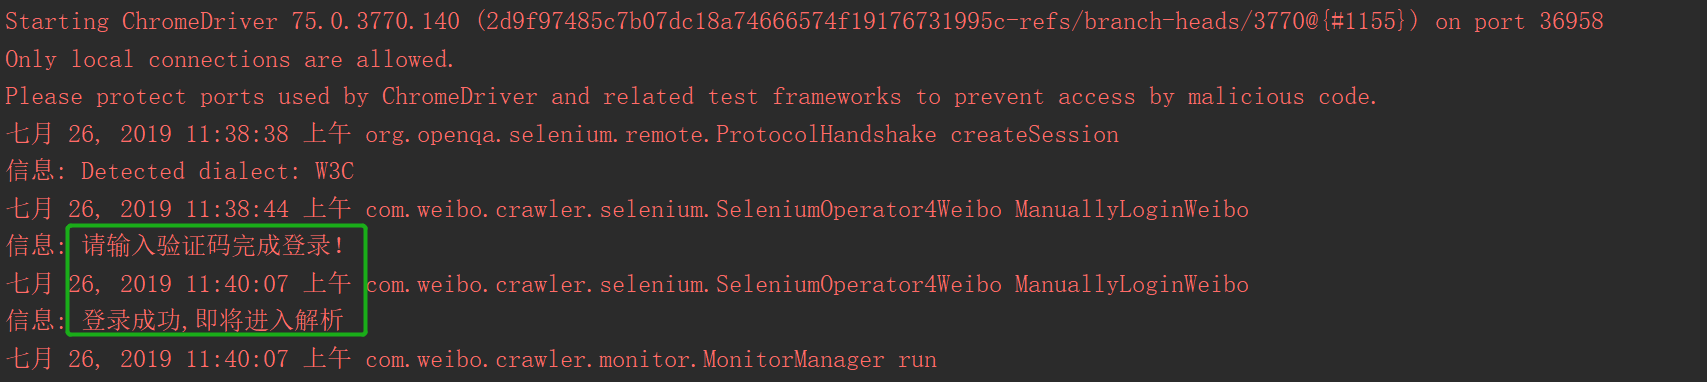 Starting ChromeDriver 75.0.3770.140 (2d9f97485c7b07dc18a74666574f19176731995c-refs/branch-heads/3770@{#1155}) on port 36958
Only local connections are allowed.
Please protect ports used by ChromeDriver and related test frameworks to prevent access by malicious code.
七月 26, 2019 11:38:38 上午 org.openqa.selenium.remote.ProtocolHandshake createSession
信息: Detected dialect: W3C
七月 26, 2019 11:38:44 上午 com.weibo.crawler.selenium.SeleniumOperator4Weibo ManuallyLoginWeibo
信息: 请输入验证码完成登录!
七月 26, 2019 11:40:07 上午 com.weibo.crawler.selenium.SeleniumOperator4Weibo ManuallyLoginWeibo
信息: 登录成功,即将进入解析
七月 26, 2019 11:40:07 上午 com.weibo.crawler.monitor.MonitorManager run